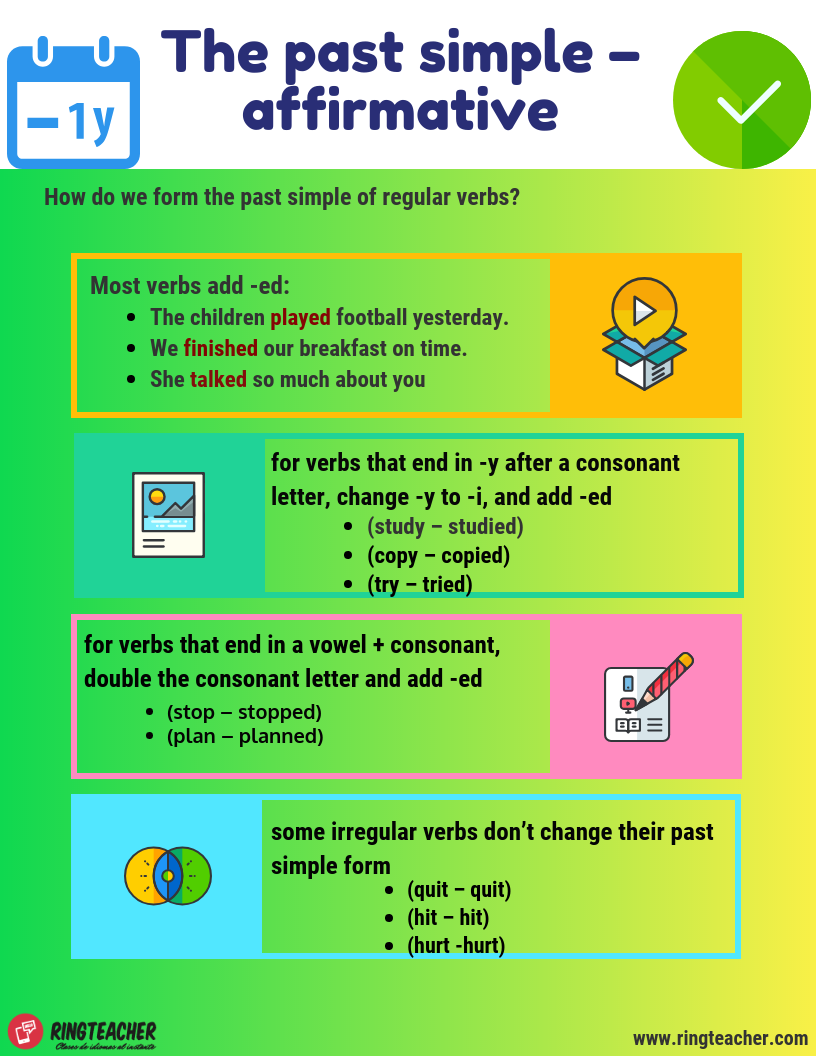 The past simple –
affirmative
– 1y
How do we form the past simple of regular verbs?
Most verbs add -ed:
• The children played football yesterday.
• We finished our breakfast on time.
• She talked so much about you
for verbs that end in -y after a consonant
letter, change -y to -i, and add -ed
• (study – studied)
• (copy – copied)
• (try – tried)
for verbs that end in a vowel + consonant,
double the consonant letter and add -ed
• (stop – stopped)
• (plan – planned)
some irregular verbs don’t change their past
simple form
• (quit – quit)
• (hit – hit)
• (hurt -hurt)
RINGTEACHER
Clases de idiomas al instante
www.ringteacher.com